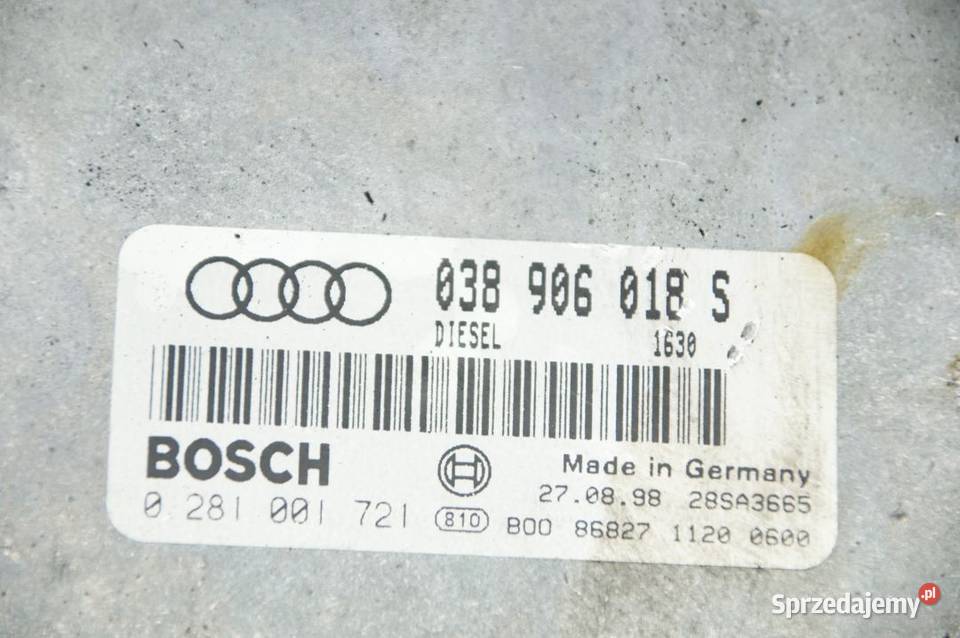 038 906 018 S
DIESEL 1630
BOSCH
Made in Germany
27.08.98 28SA3665
0 281 001 721 810 B00 86827 1120 0600
Sprzedajemy.pl